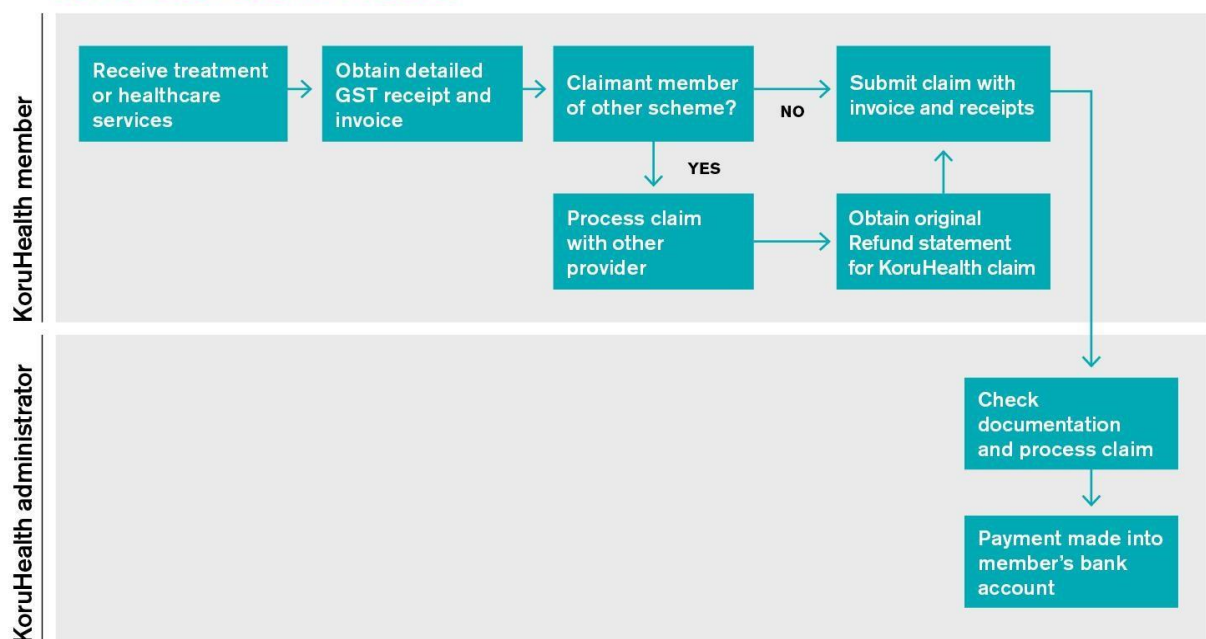 KoruHealth member
Receive treatment
or healthcare
services
Obtain detailed
GST receipt and
invoice
Claimant member
of other scheme?
NO
Submit claim with
invoice and receipts
YES
Process claim
with other
provider
Obtain original
Refund statement
for KoruHealth claim
KoruHealth administrator
Check
documentation
and process claim
Payment made into
member’s bank
account